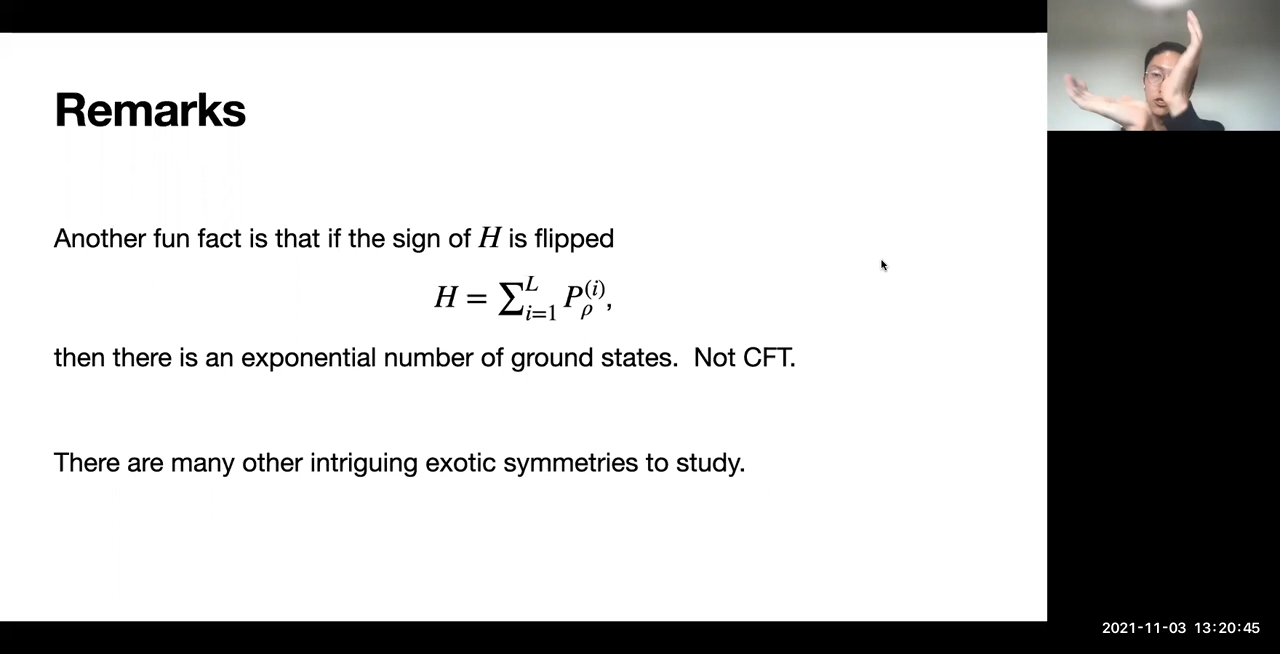 Remarks
Another fun fact is that if the sign of H is flipped
H = ∑_{i=1}^{L} P_ρ^{(i)},
then there is an exponential number of ground states. Not CFT.
There are many other intriguing exotic symmetries to study.
2021-11-03 13:20:45